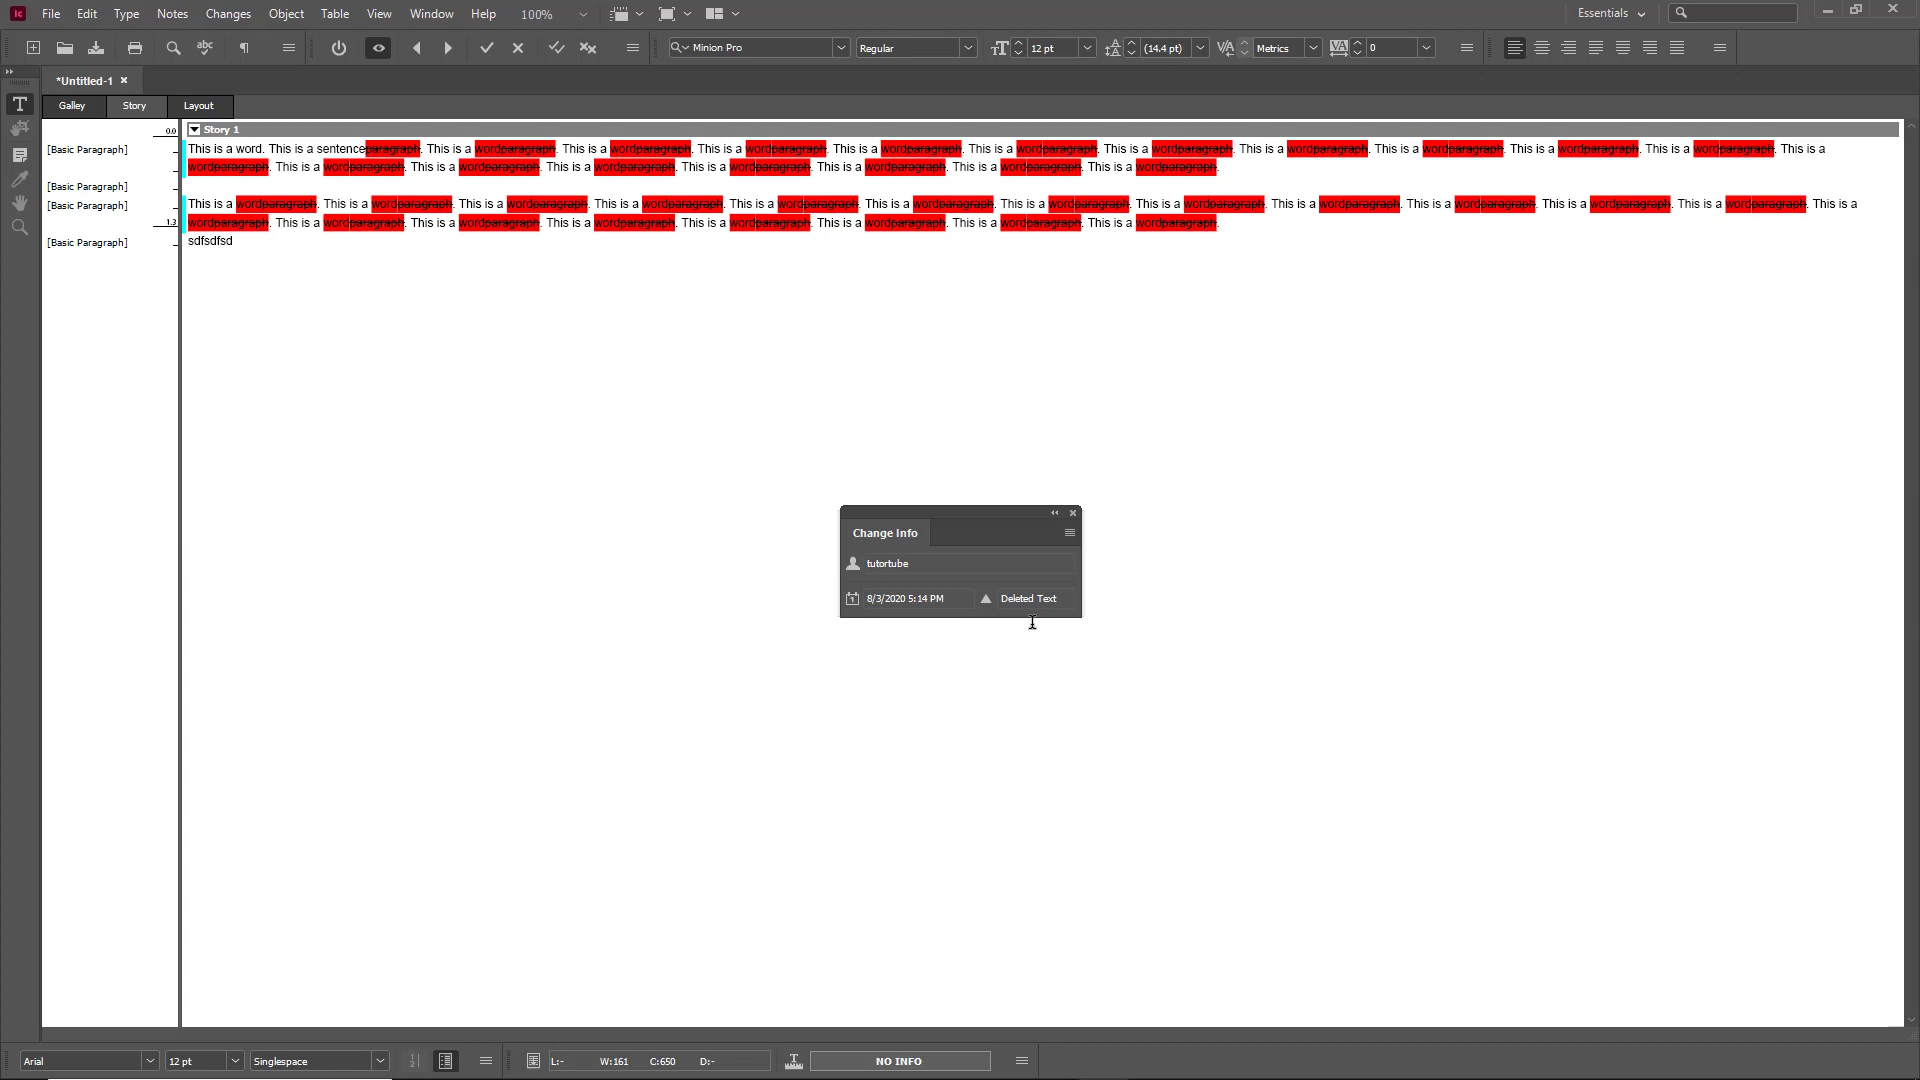 Ic File Edit Type Notes Changes Object Table View Window Help 100% Essentials
abc Minion Pro Regular 12 pt (14.4 pt) Metrics 0
*Untitled-1
Galley Story Layout
0.0 Story 1
[Basic Paragraph] This is a word. This is a sentenceparagraph. This is a wordparagraph. This is a wordparagraph. This is a wordparagraph. This is a wordparagraph. This is a wordparagraph. This is a wordparagraph. This is a wordparagraph. This is a wordparagraph. This is a wordparagraph. This is a wordparagraph. This is a
wordparagraph. This is a wordparagraph. This is a wordparagraph. This is a wordparagraph. This is a wordparagraph. This is a wordparagraph. This is a wordparagraph. This is a wordparagraph.
[Basic Paragraph]
[Basic Paragraph] This is a wordparagraph. This is a wordparagraph. This is a wordparagraph. This is a wordparagraph. This is a wordparagraph. This is a wordparagraph. This is a wordparagraph. This is a wordparagraph. This is a wordparagraph. This is a wordparagraph. This is a wordparagraph. This is a wordparagraph. This is a
1.3 wordparagraph. This is a wordparagraph. This is a wordparagraph. This is a wordparagraph. This is a wordparagraph. This is a wordparagraph. This is a wordparagraph. This is a wordparagraph.
[Basic Paragraph] sdfsdfsd
Change Info
tutortube
8/3/2020 5:14 PM Deleted Text
Arial 12 pt Singlespace L:- W:161 C:650 D:- NO INFO